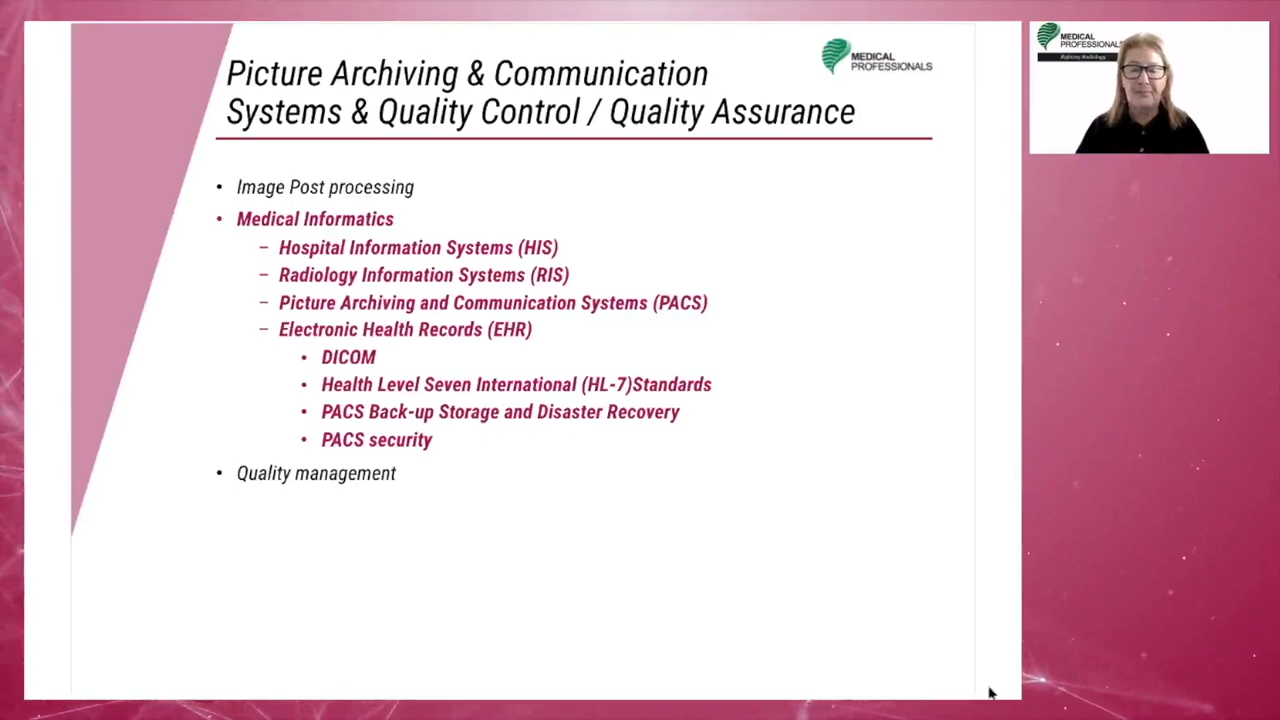 Picture Archiving & Communication
Systems & Quality Control / Quality Assurance
MEDICAL
PROFESSIONALS
• Image Post processing
• Medical Informatics
– Hospital Information Systems (HIS)
– Radiology Information Systems (RIS)
– Picture Archiving and Communication Systems (PACS)
– Electronic Health Records (EHR)
• DICOM
• Health Level Seven International (HL-7)Standards
• PACS Back-up Storage and Disaster Recovery
• PACS security
• Quality management
MEDICAL
PROFESSIONALS
Refining Radiology